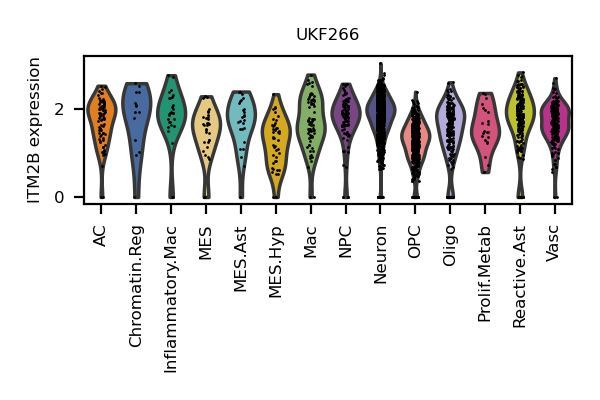 UKF266
ITM2B expression
2
0
AC
Chromatin.Reg
Inflammatory.Mac
MES
MES.Ast
MES.Hyp
Mac
NPC
Neuron
OPC
Oligo
Prolif.Metab
Reactive.Ast
Vasc